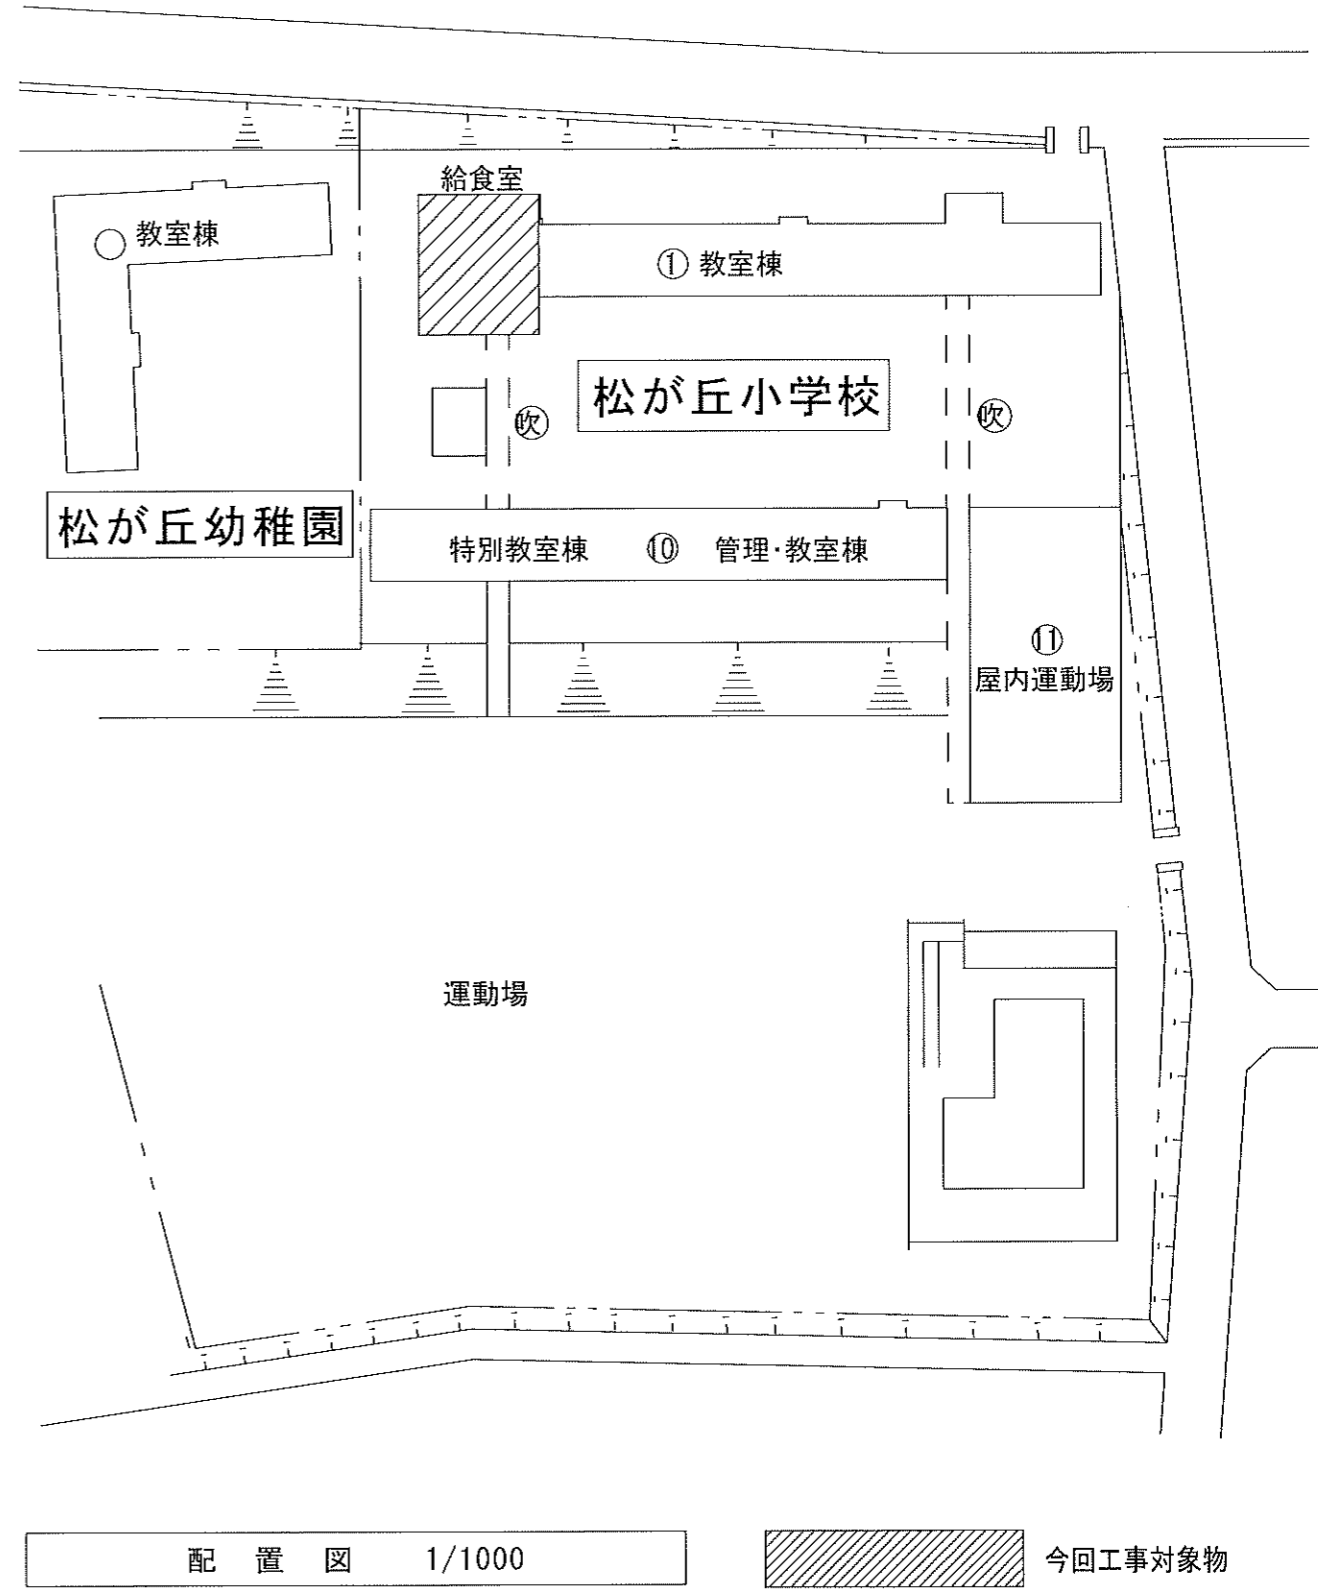 給食室
教室棟
① 教室棟
松が丘小学校
吹
吹
松が丘幼稚園
特別教室棟 ⑩ 管理・教室棟
⑪
屋内運動場
運動場
配置図 1/1000
今回工事対象物